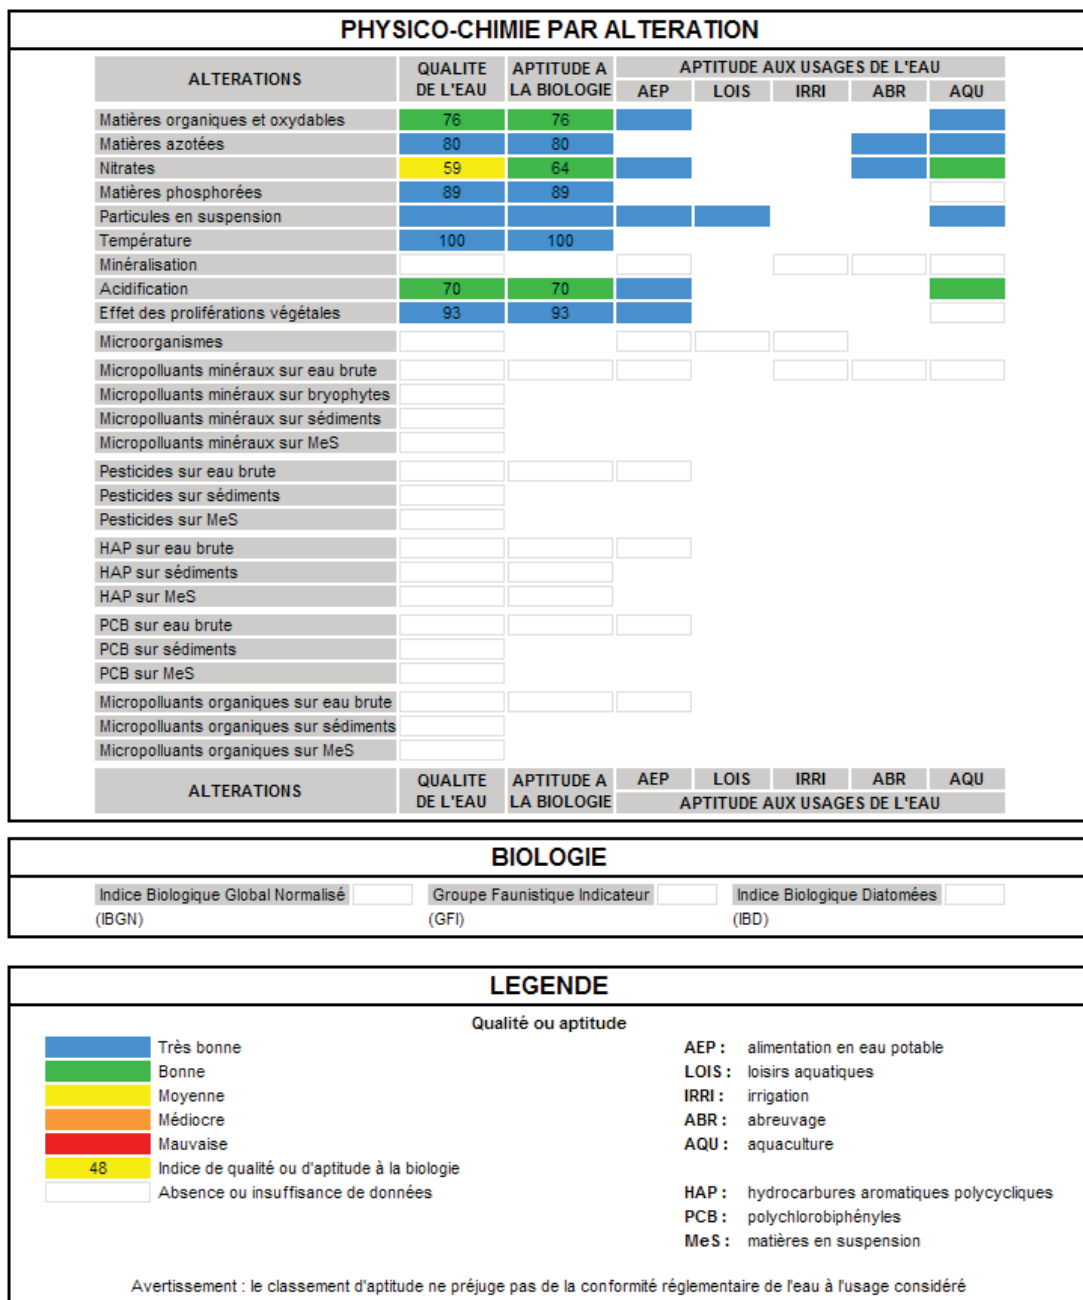 PHYSICO-CHIMIE PAR ALTERATION
ALTERATIONS QUALITE DE L'EAU APTITUDE A LA BIOLOGIE APTITUDE AUX USAGES DE L'EAU
AEP LOIS IRRI ABR AQU
Matières organiques et oxydables 76 76
Matières azotées 80 80
Nitrates 59 64
Matières phosphorées 89 89
Particules en suspension
Température 100 100
Minéralisation
Acidification 70 70
Effet des proliférations végétales 93 93
Microorganismes
Micropolluants minéraux sur eau brute
Micropolluants minéraux sur bryophytes
Micropolluants minéraux sur sédiments
Micropolluants minéraux sur MeS
Pesticides sur eau brute
Pesticides sur sédiments
Pesticides sur MeS
HAP sur eau brute
HAP sur sédiments
HAP sur MeS
PCB sur eau brute
PCB sur sédiments
PCB sur MeS
Micropolluants organiques sur eau brute
Micropolluants organiques sur sédiments
Micropolluants organiques sur MeS
ALTERATIONS QUALITE DE L'EAU APTITUDE A LA BIOLOGIE AEP LOIS IRRI ABR AQU
APTITUDE AUX USAGES DE L'EAU
BIOLOGIE
Indice Biologique Global Normalisé Groupe Faunistique Indicateur Indice Biologique Diatomées
(IBGN) (GFI) (IBD)
LEGENDE
Qualité ou aptitude
Très bonne AEP : alimentation en eau potable
Bonne LOIS : loisirs aquatiques
Moyenne IRRI : irrigation
Médiocre ABR : abreuvage
Mauvaise AQU : aquaculture
48 Indice de qualité ou d'aptitude à la biologie
Absence ou insuffisance de données HAP : hydrocarbures aromatiques polycycliques
PCB : polychlorobiphényles
MeS : matières en suspension
Avertissement : le classement d'aptitude ne préjuge pas de la conformité réglementaire de l'eau à l'usage considéré